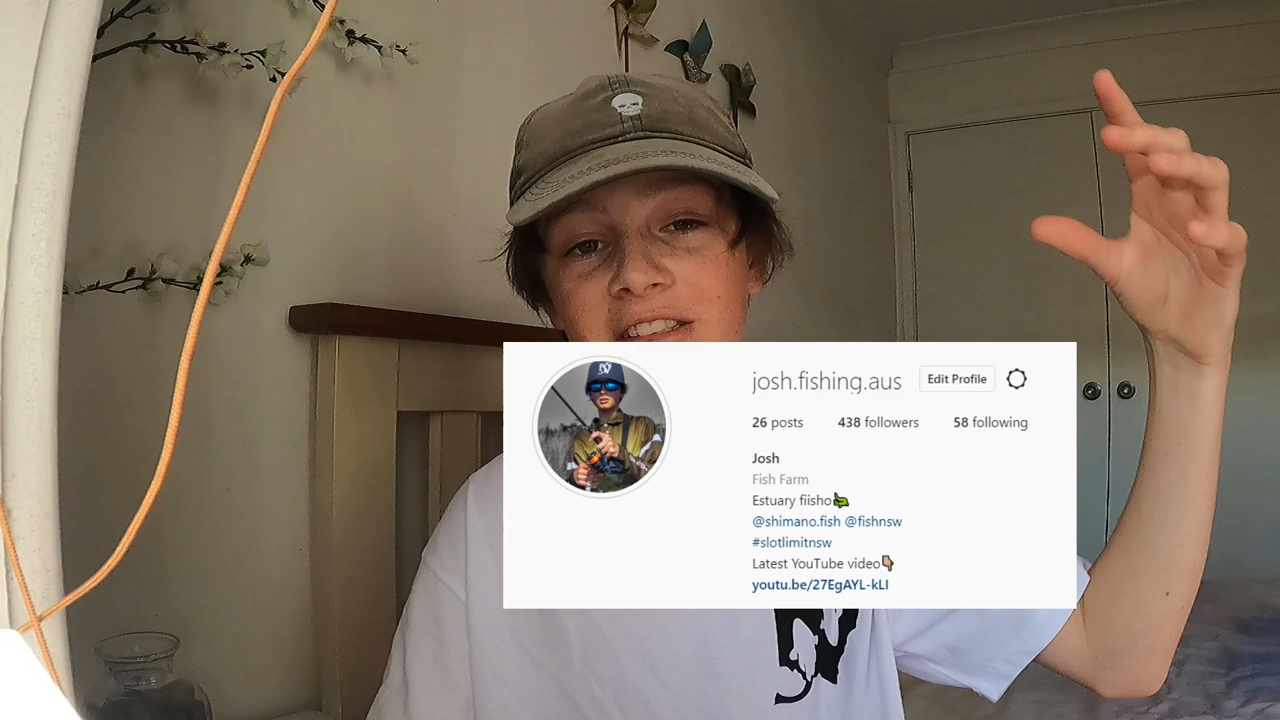 josh.fishing.aus Edit Profile
26 posts 438 followers 58 following
Josh
Fish Farm
Estuary fiisho
@shimano.fish @fishnsw
#slotlimitnsw
Latest YouTube video
youtu.be/27EgAYL-kLI